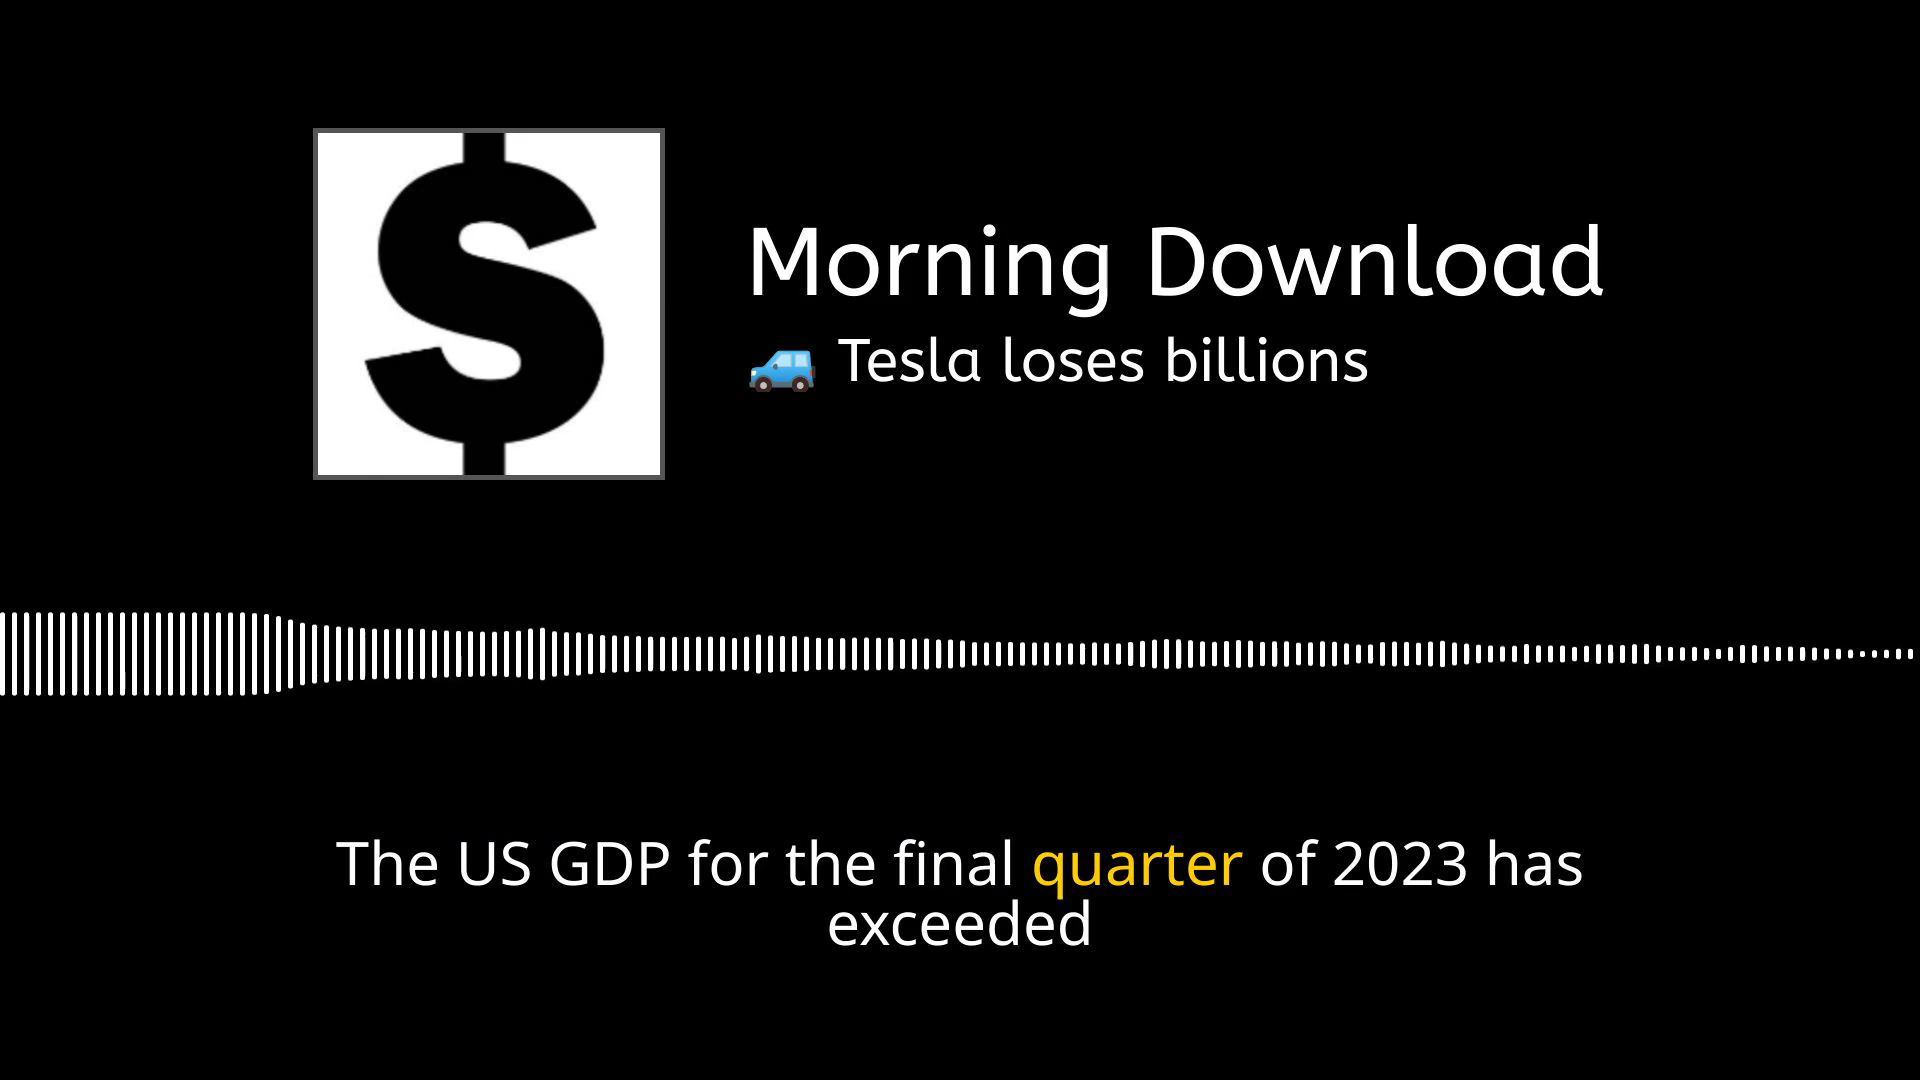 $
Morning Download
🚙 Tesla loses billions
The US GDP for the final quarter of 2023 has
exceeded